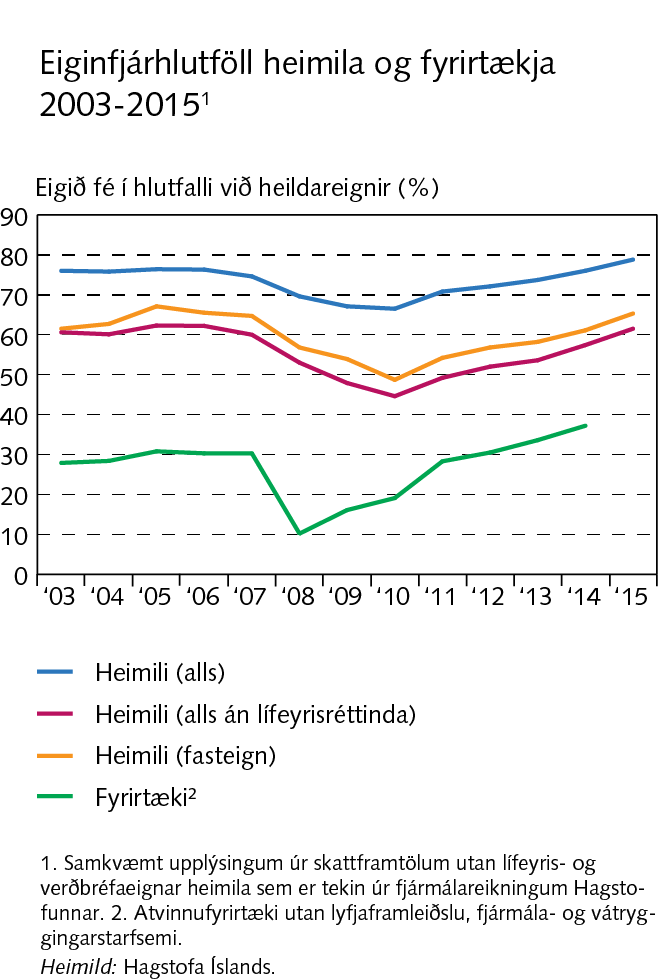 Eiginfjárhlutföll heimila og fyrirtækja
2003-2015¹
Eigið fé í hlutfalli við heildareignir (%)
90
80
70
60
50
40
30
20
10
0
‘03 ‘04 ‘05 ‘06 ‘07 ‘08 ‘09 ‘10 ‘11 ‘12 ‘13 ‘14 ‘15
Heimili (alls)
Heimili (alls án lífeyrisréttinda)
Heimili (fasteign)
Fyrirtæki²
1. Samkvæmt upplýsingum úr skattframtölum utan lífeyris- og
verðbréfaeignar heimila sem er tekin úr fjármálareikningum Hagsto-
funnar. 2. Atvinnufyrirtæki utan lyfjaframleiðslu, fjármála- og vátryg-
gingarstarfsemi.
Heimild: Hagstofa Íslands.